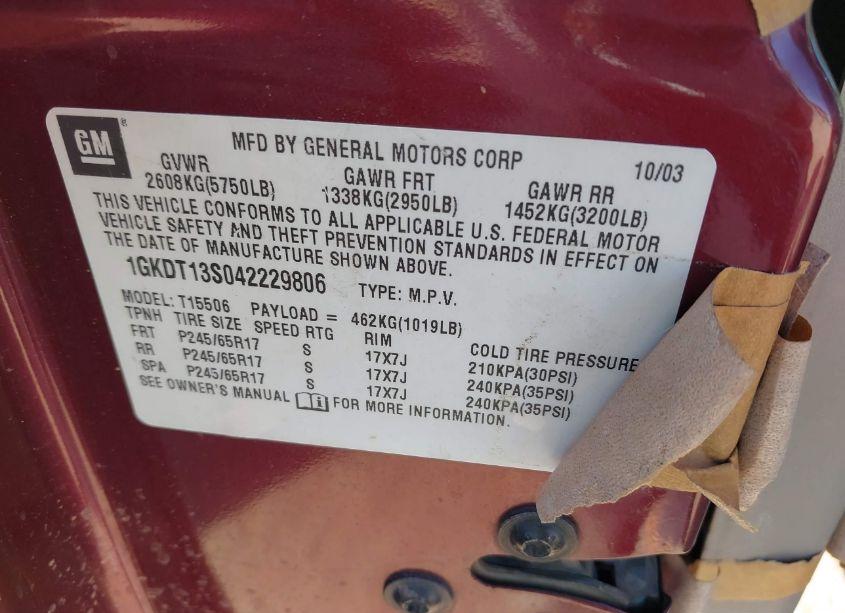 GM
MFD BY GENERAL MOTORS CORP 10/03
GVWR GAWR FRT GAWR RR
2608KG(5750LB) 1338KG(2950LB) 1452KG(3200LB)
THIS VEHICLE CONFORMS TO ALL APPLICABLE U.S. FEDERAL MOTOR
VEHICLE SAFETY AND THEFT PREVENTION STANDARDS IN EFFECT ON
THE DATE OF MANUFACTURE SHOWN ABOVE.
1GKDT13S042229806 TYPE: M.P.V.
MODEL: T15506 PAYLOAD = 462KG(1019LB)
TPNH TIRE SIZE SPEED RTG RIM COLD TIRE PRESSURE
FRT P245/65R17 S 17X7J 210KPA(30PSI)
RR P245/65R17 S 17X7J 240KPA(35PSI)
SPA P245/65R17 S 17X7J 240KPA(35PSI)
SEE OWNER'S MANUAL FOR MORE INFORMATION.